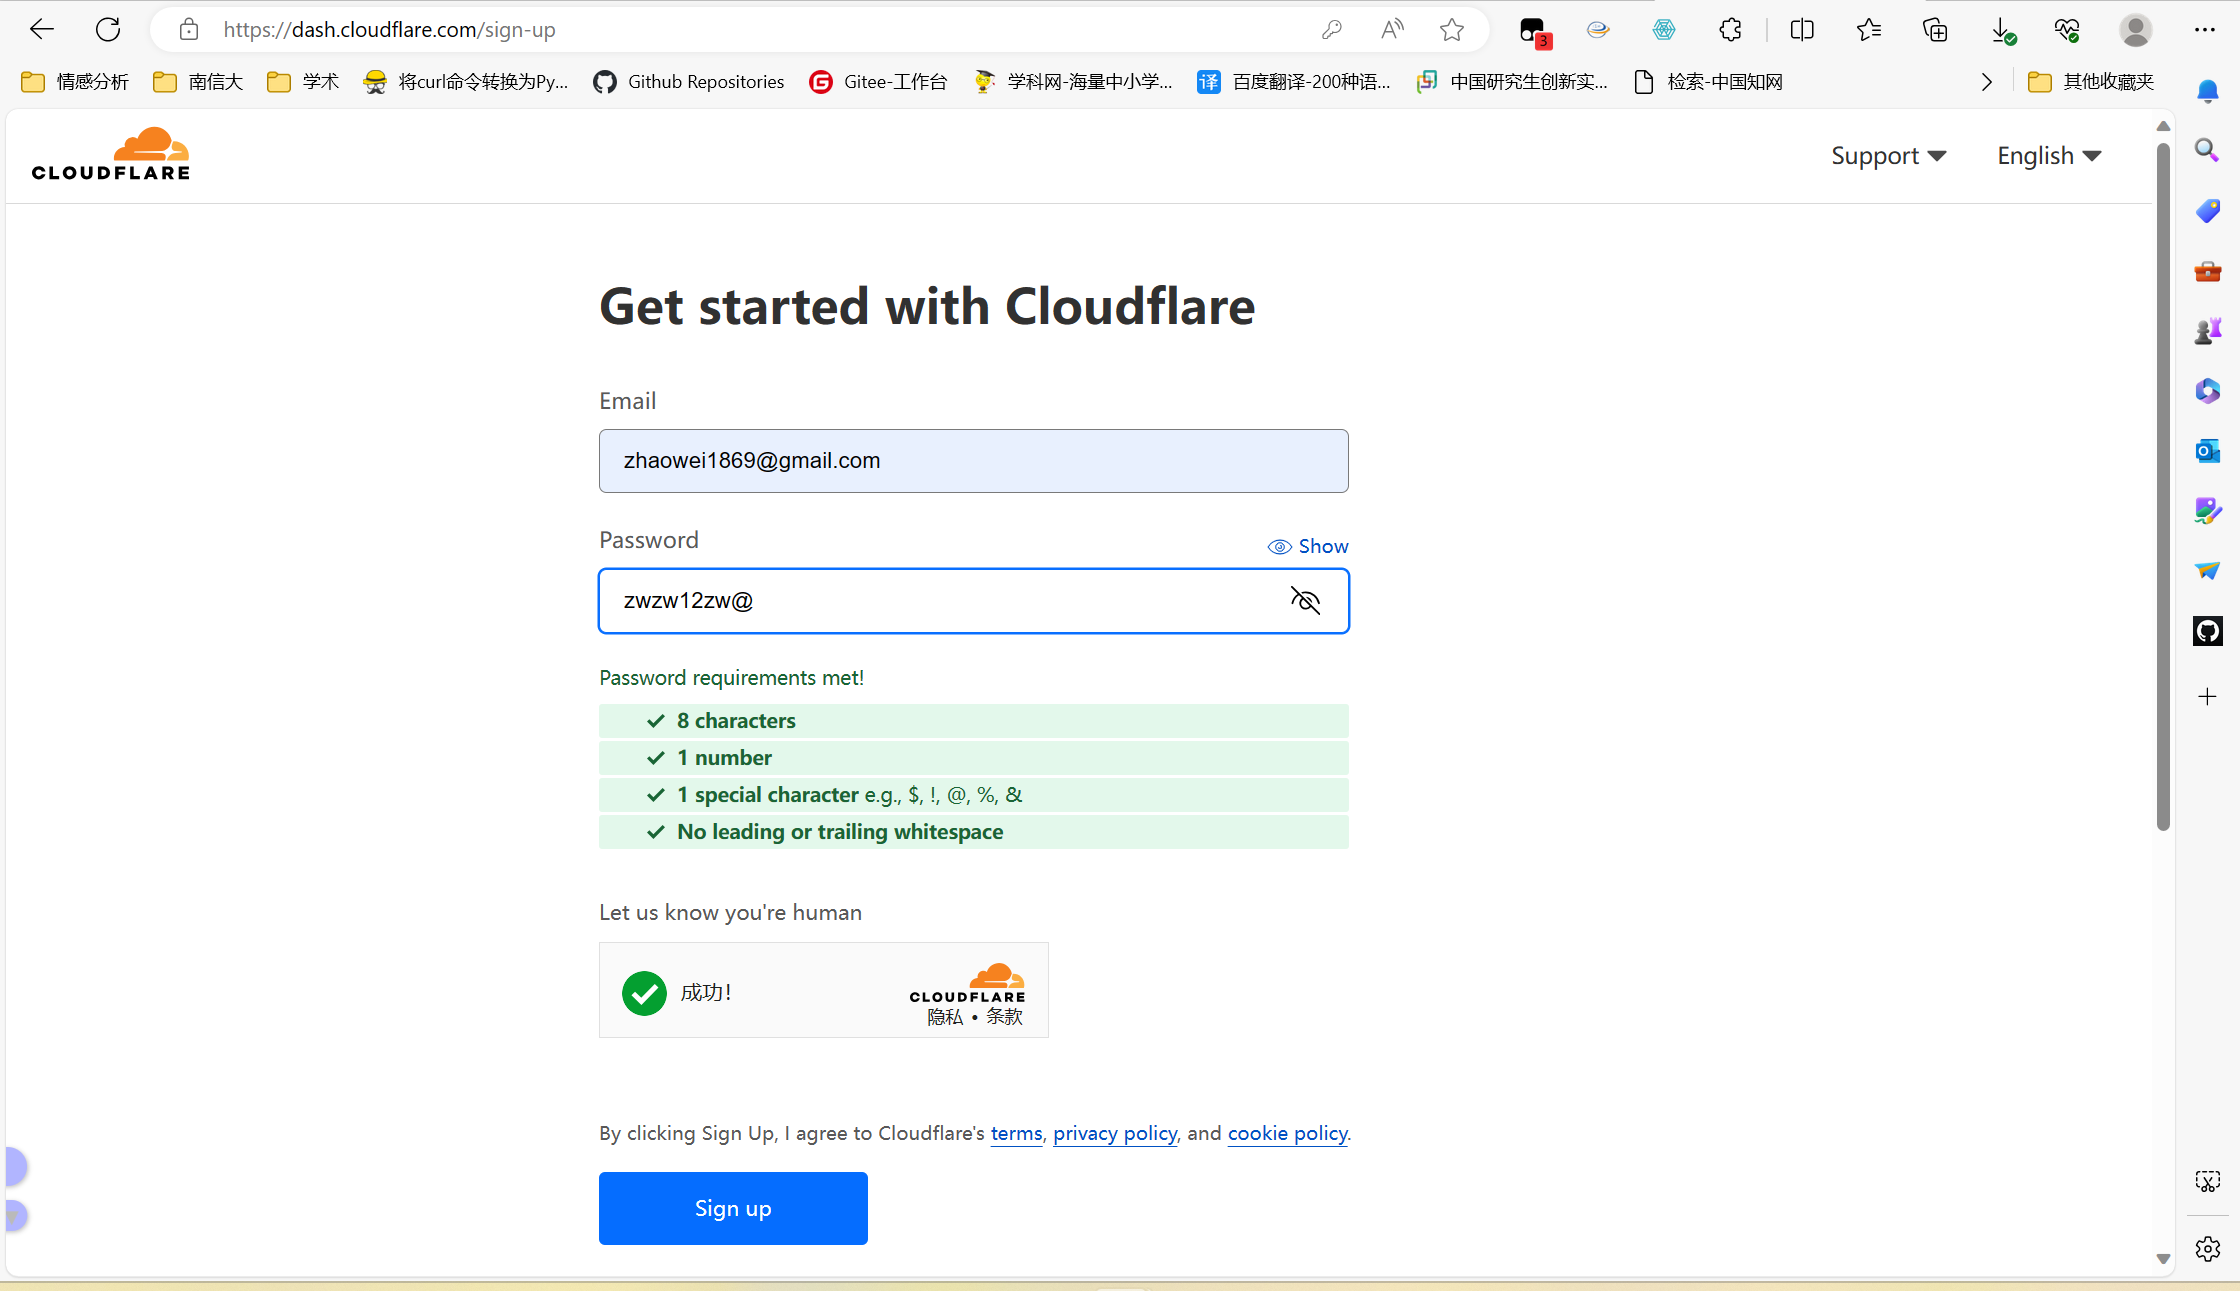 https://dash.cloudflare.com/sign-up
3
情感分析 南信大 学术 将curl命令转换为Py... Github Repositories Gitee-工作台 学科网-海量中小学... 百度翻译-200种语... 中国研究生创新实... 检索-中国知网 其他收藏夹
CLOUDFLARE
Support English
Get started with Cloudflare
Email
zhaowei1869@gmail.com
Password
Show
zwzw12zw@
Password requirements met!
8 characters
1 number
1 special character e.g., $, !, @, %, &
No leading or trailing whitespace
Let us know you're human
成功！
CLOUDFLARE
隐私 • 条款
By clicking Sign Up, I agree to Cloudflare's terms, privacy policy, and cookie policy.
Sign up